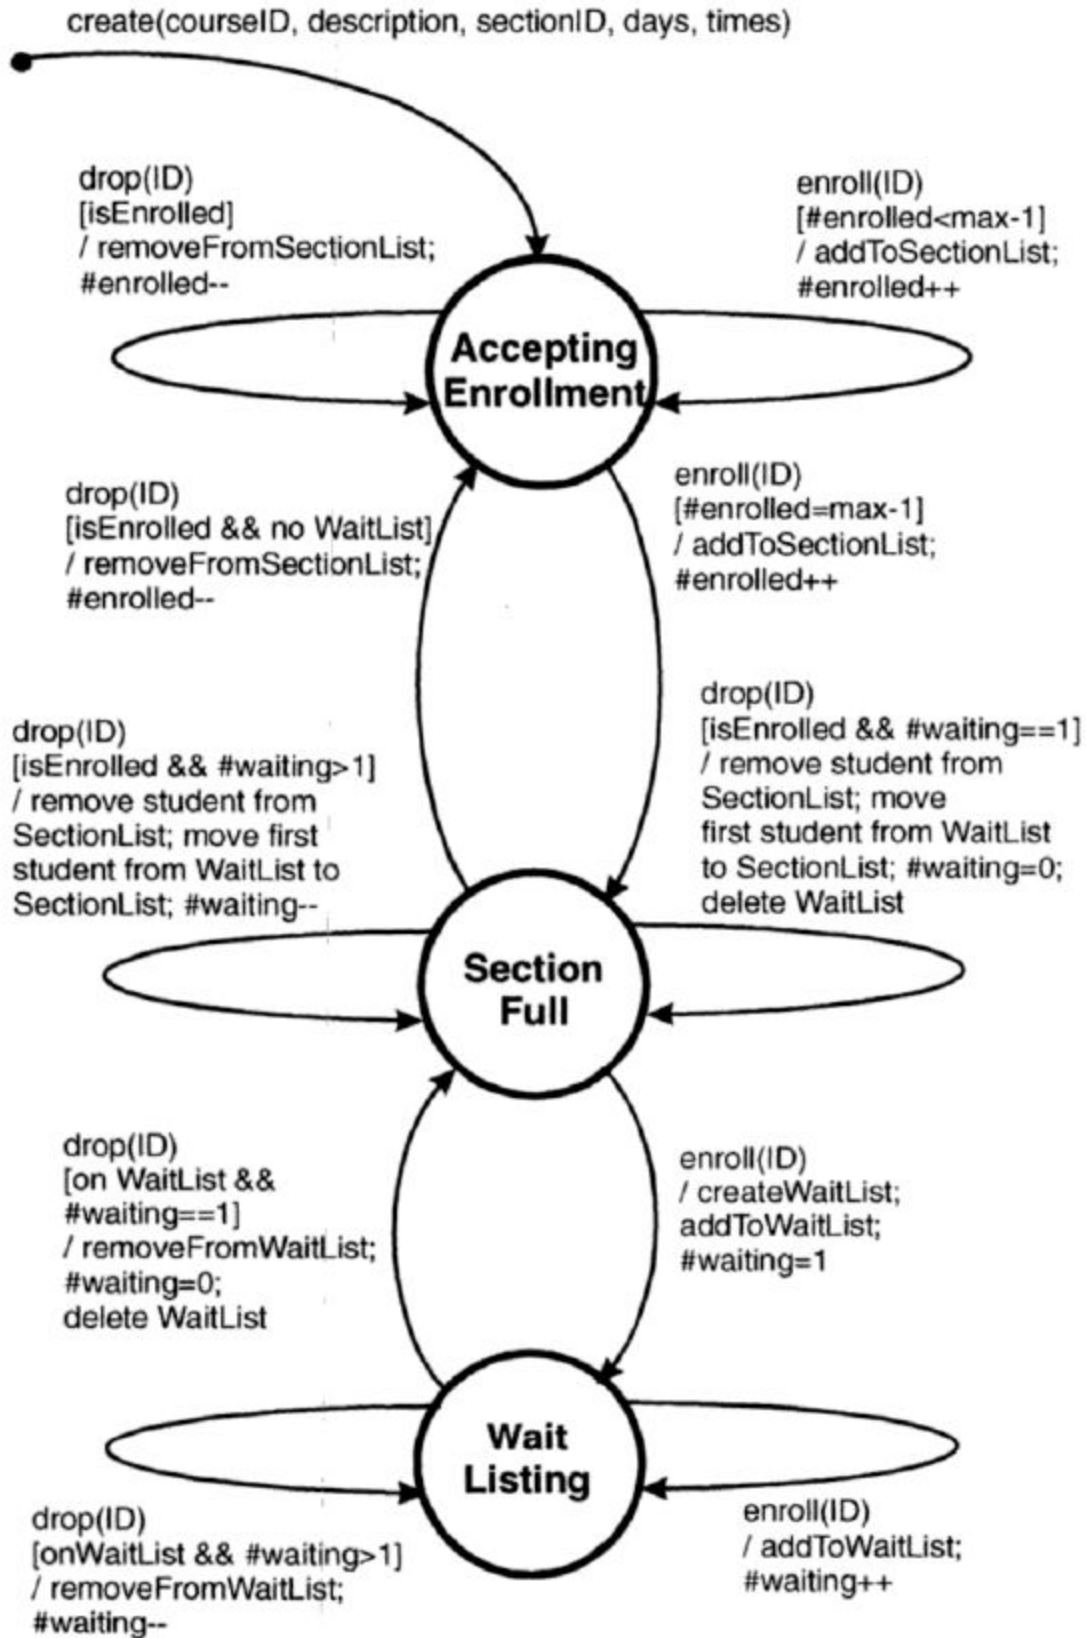 create(courseID, description, sectionID, days, times)
drop(ID)
[isEnrolled]
/ removeFromSectionList;
#enrolled--
enroll(ID)
[#enrolled<max-1]
/ addToSectionList;
#enrolled++
Accepting
Enrollment
drop(ID)
[isEnrolled && no WaitList]
/ removeFromSectionList;
#enrolled--
enroll(ID)
[#enrolled=max-1]
/ addToSectionList;
#enrolled++
drop(ID)
[isEnrolled && #waiting>1]
/ remove student from
SectionList; move first
student from WaitList to
SectionList; #waiting--
drop(ID)
[isEnrolled && #waiting==1]
/ remove student from
SectionList; move
first student from WaitList
to SectionList; #waiting=0;
delete WaitList
Section
Full
drop(ID)
[on WaitList &&
#waiting==1]
/ removeFromWaitList;
#waiting=0;
delete WaitList
enroll(ID)
/ createWaitList;
addToWaitList;
#waiting=1
Wait
Listing
drop(ID)
[onWaitList && #waiting>1]
/ removeFromWaitList;
#waiting--
enroll(ID)
/ addToWaitList;
#waiting++